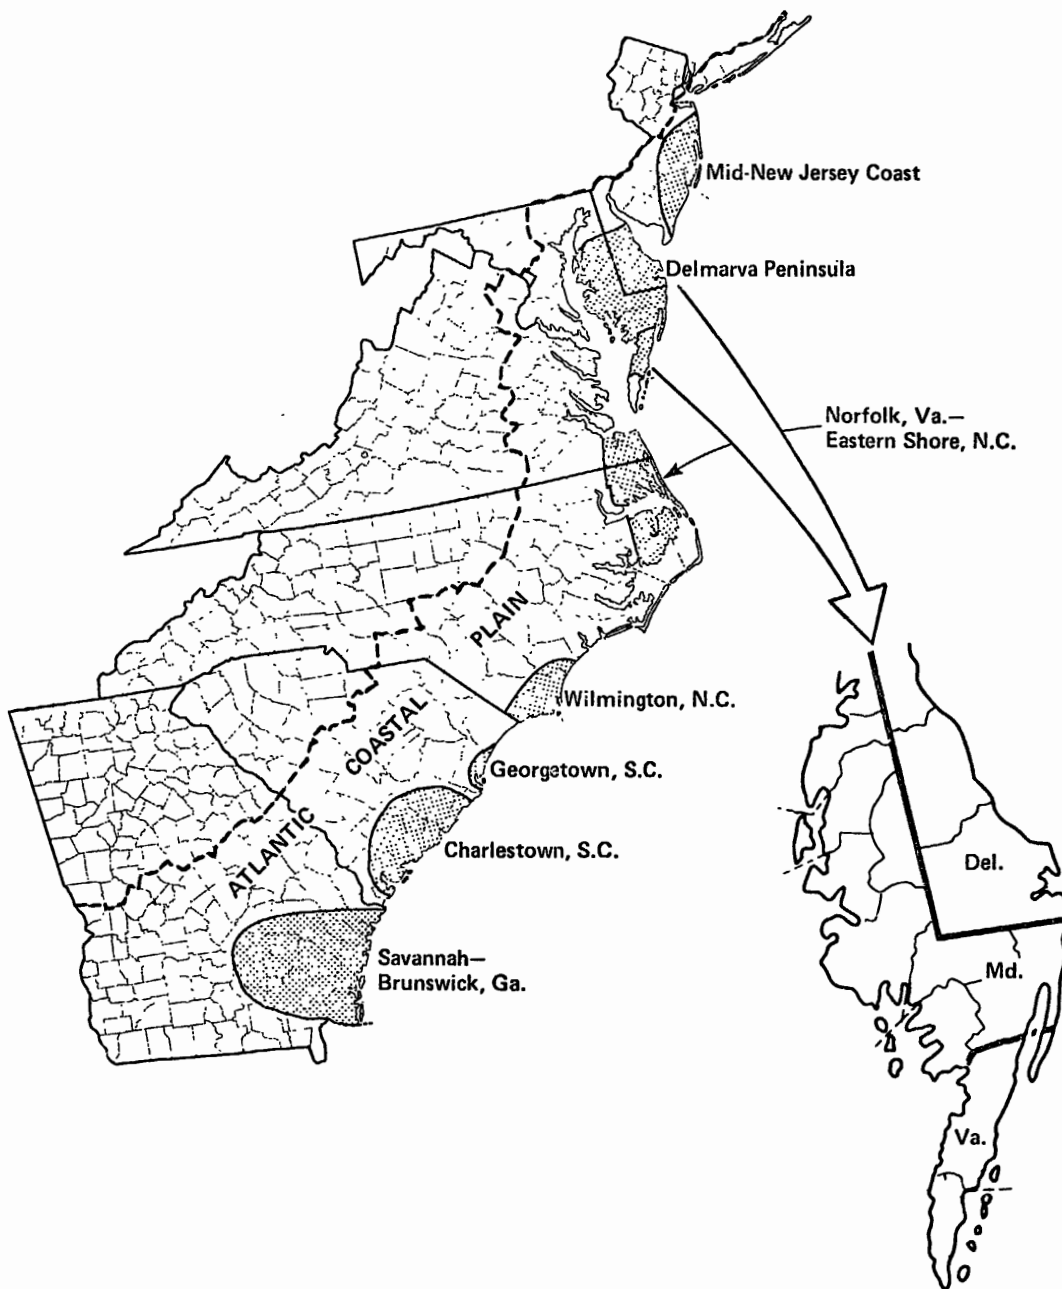 Mid-New Jersey Coast
Delmarva Peninsula
Norfolk, Va.—
Eastern Shore, N.C.
PLAIN
Wilmington, N.C.
COASTAL
Georgetown, S.C.
ATLANTIC
Charlestown, S.C.
Del.
Savannah—
Brunswick, Ga.
Md.
Va.